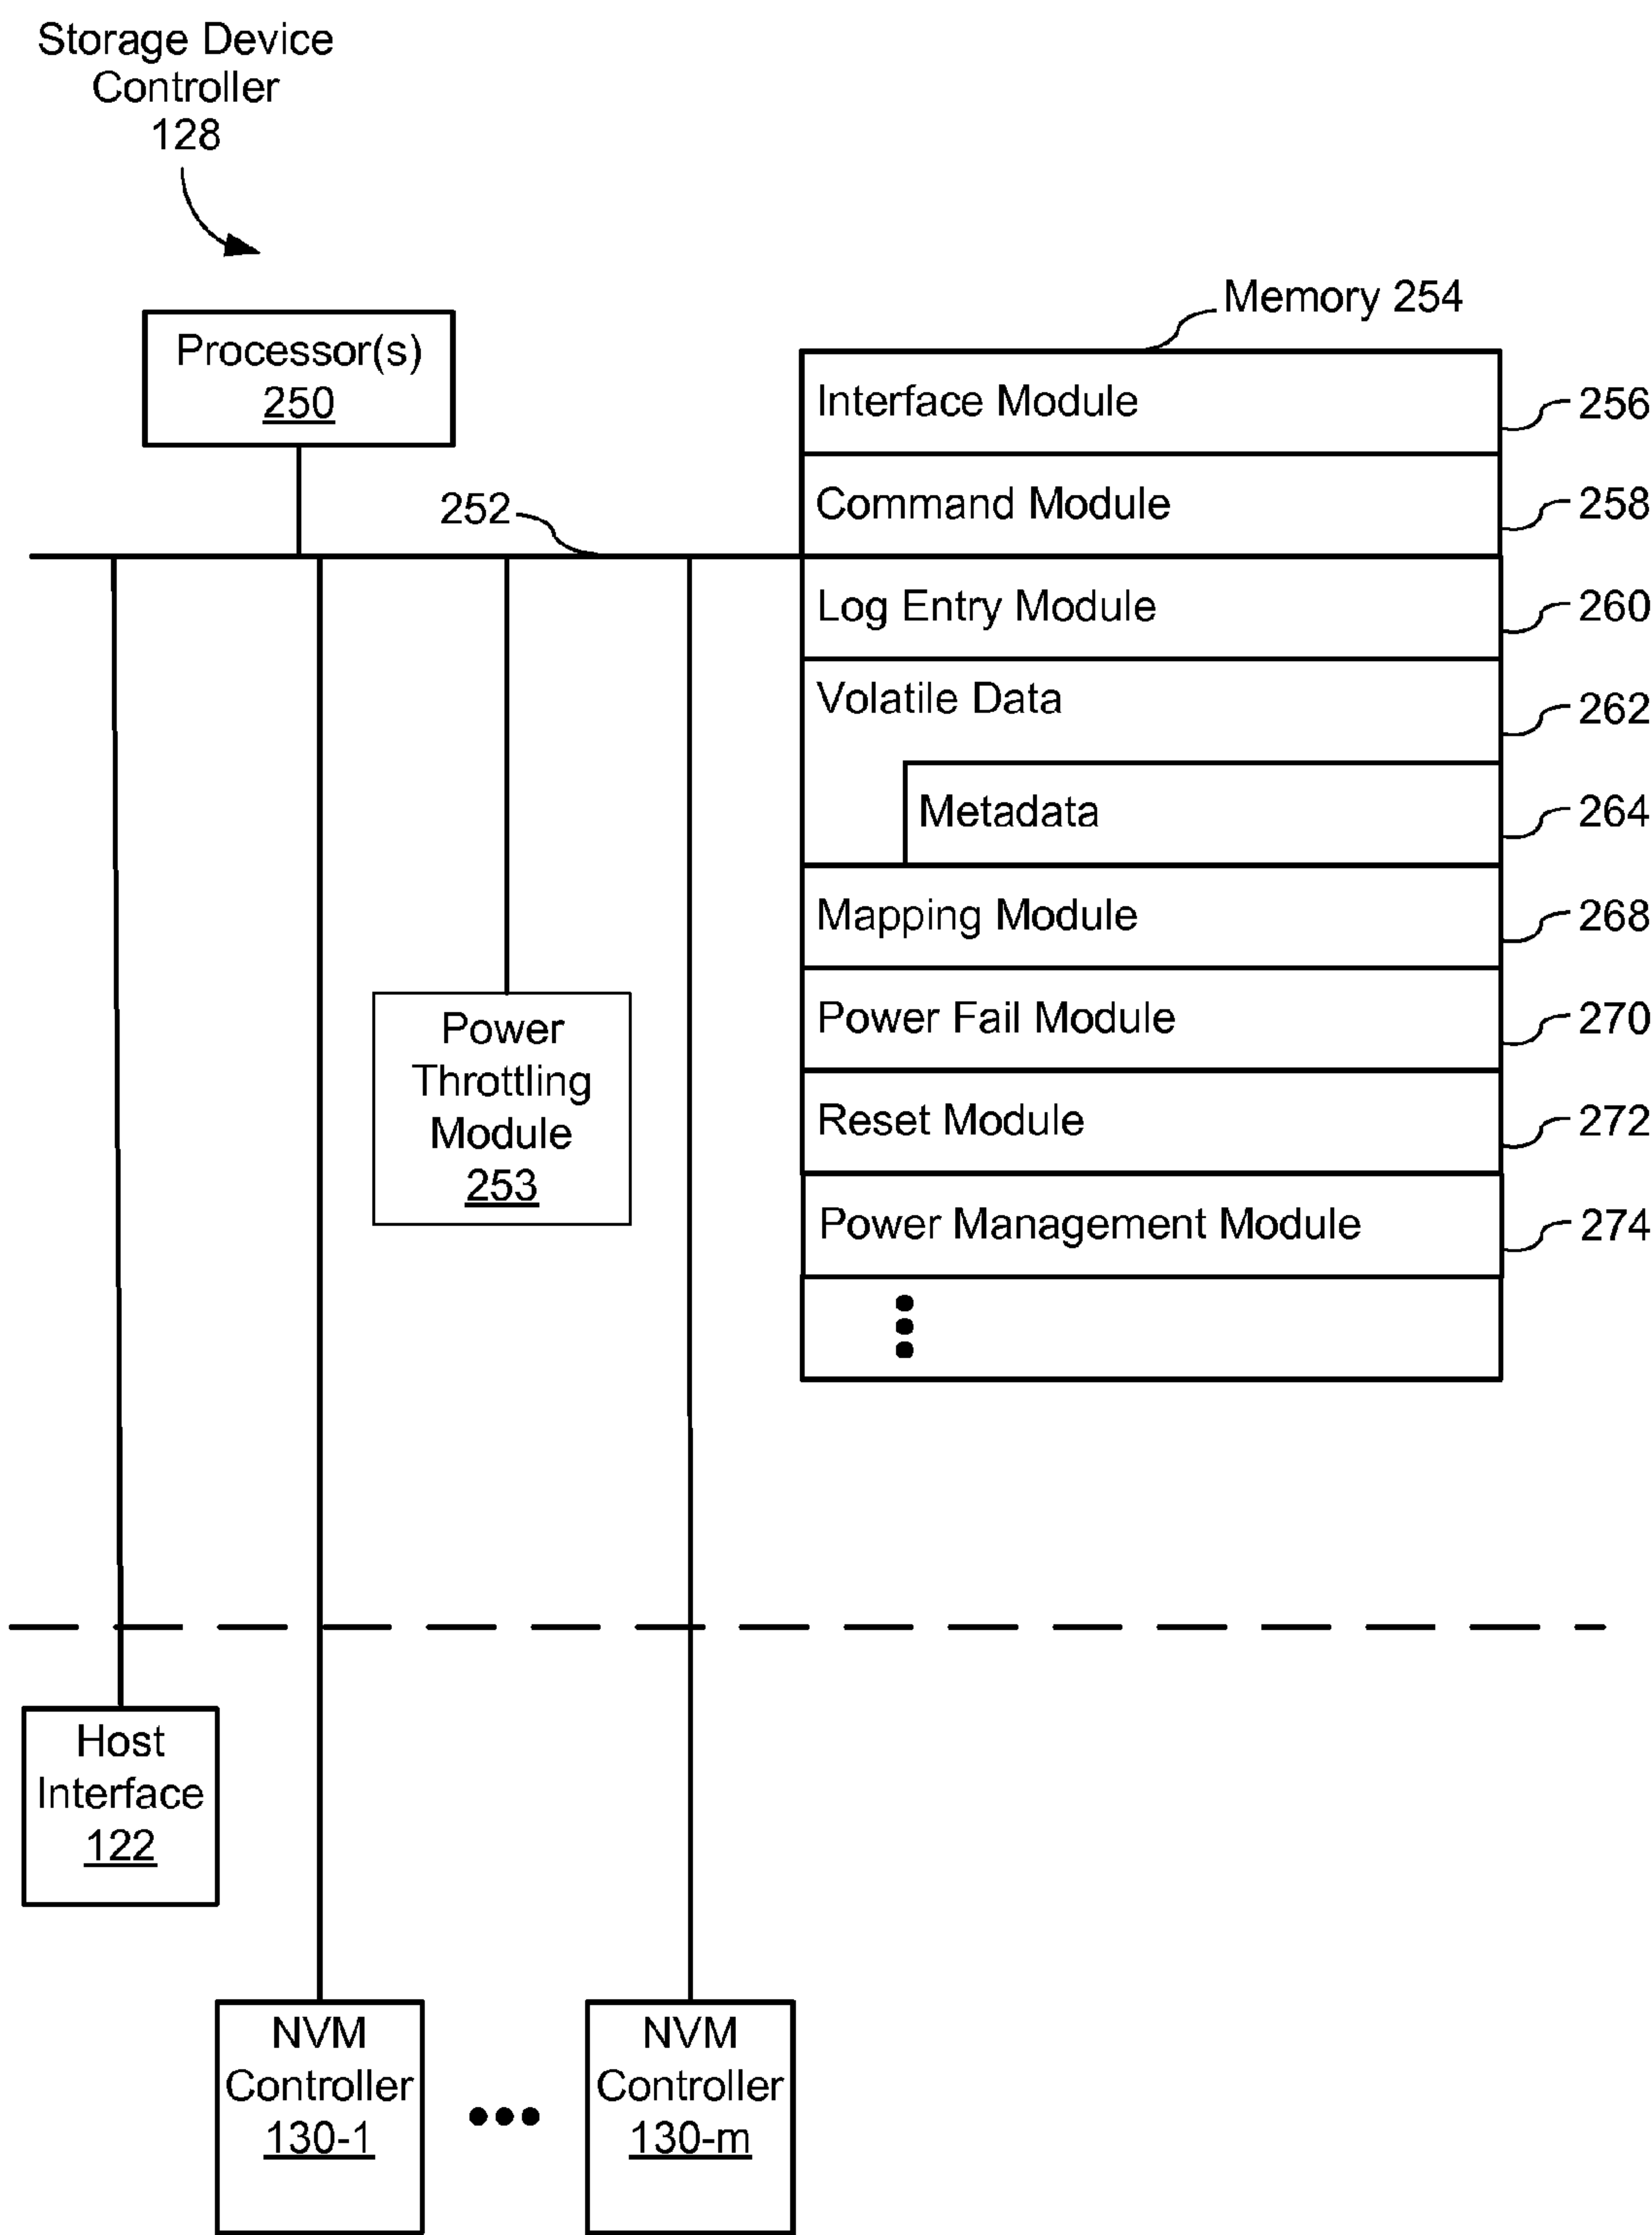 Storage Device
Controller
128
Processor(s)
250
252
Memory 254
Interface Module
256
Command Module
258
Log Entry Module
260
Volatile Data
262
Metadata
264
Mapping Module
268
Power Fail Module
270
Reset Module
272
Power Management Module
274
Power
Throttling
Module
253
Host
Interface
122
NVM
Controller
130-1
NVM
Controller
130-m